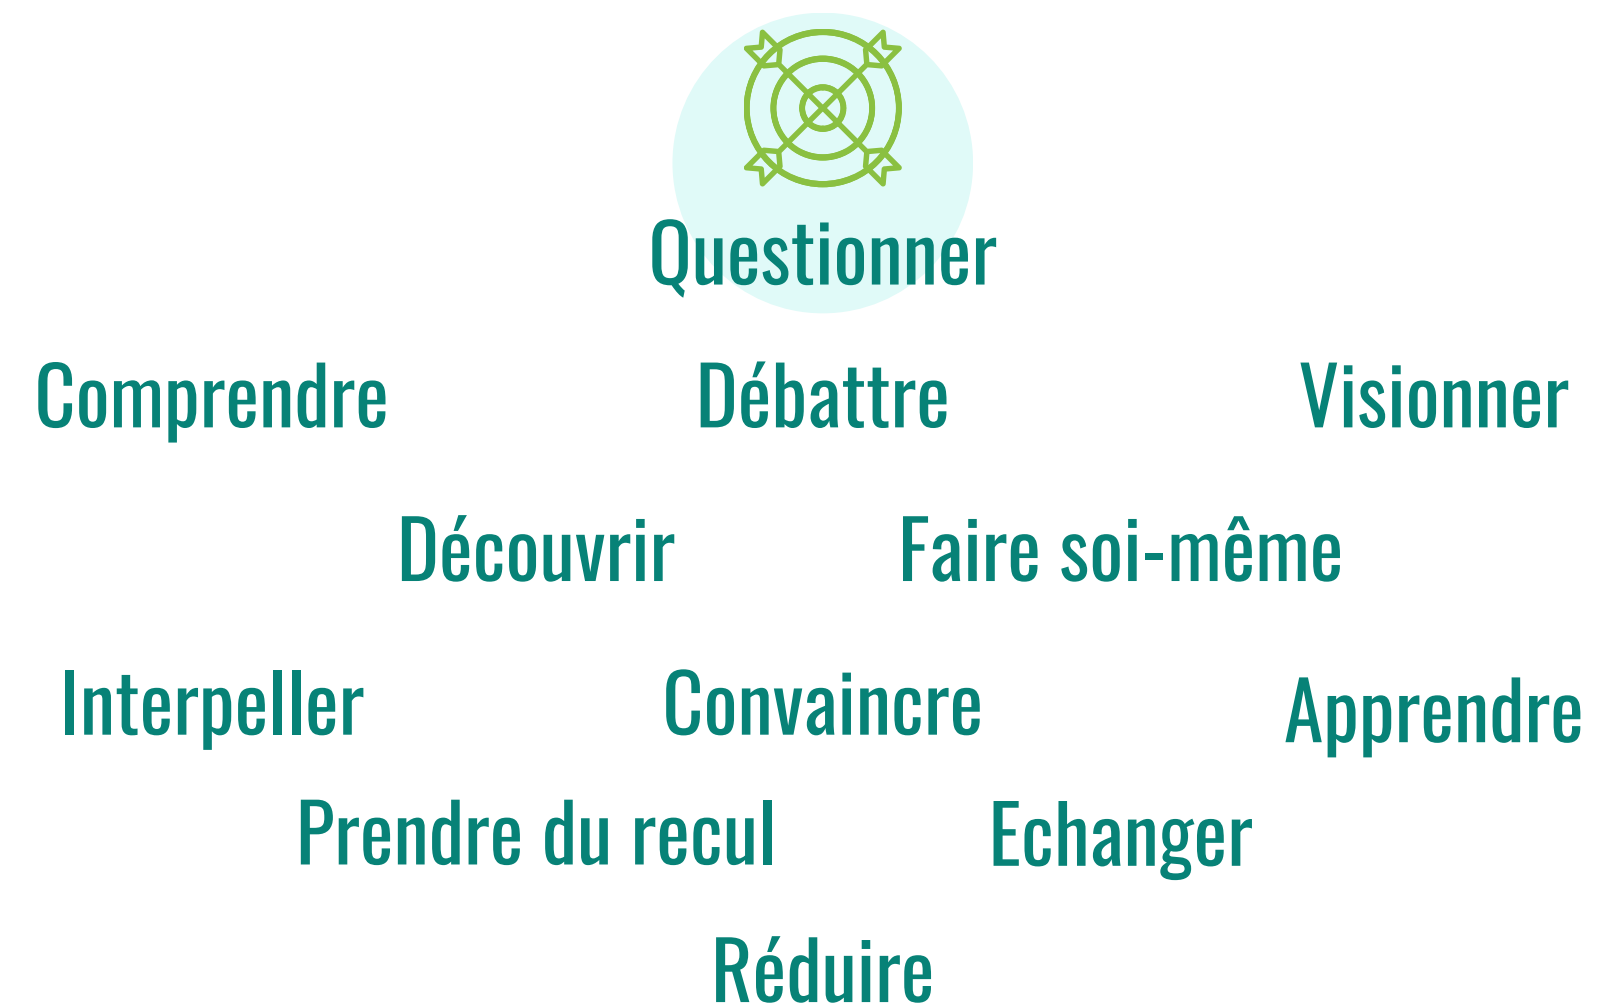 Questionner
Comprendre Débattre Visionner
Découvrir Faire soi-même
Interpeller Convaincre Apprendre
Prendre du recul Echanger
Réduire